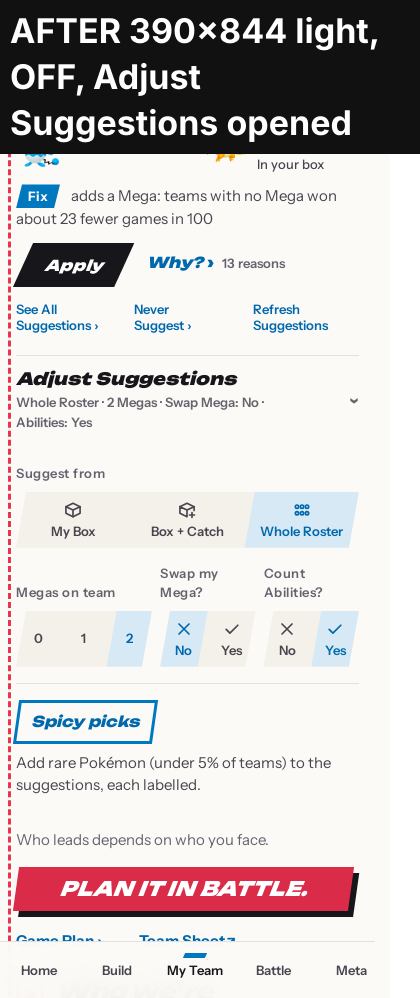 AFTER 390×844 light,
OFF, Adjust
Suggestions opened
In your box
Fix adds a Mega: teams with no Mega won
about 23 fewer games in 100
Apply Why? › 13 reasons
See All
Suggestions ›
Never
Suggest ›
Refresh
Suggestions
Adjust Suggestions
Whole Roster · 2 Megas · Swap Mega: No ·
Abilities: Yes
Suggest from
My Box Box + Catch Whole Roster
Megas on team
Swap my
Mega?
Count
Abilities?
0 1 2 No Yes No Yes
Spicy picks
Add rare Pokémon (under 5% of teams) to the
suggestions, each labelled.
Who leads depends on who you face.
PLAN IT IN BATTLE.
Game Plan › Team Sheet↗
Home Build My Team Battle Meta